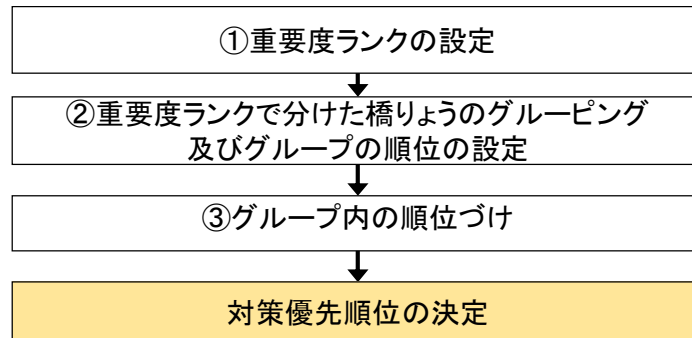 ①重要度ランクの設定
②重要度ランクで分けた橋りょうのグルーピング
及びグループの順位の設定
③グループ内の順位づけ
対策優先順位の決定